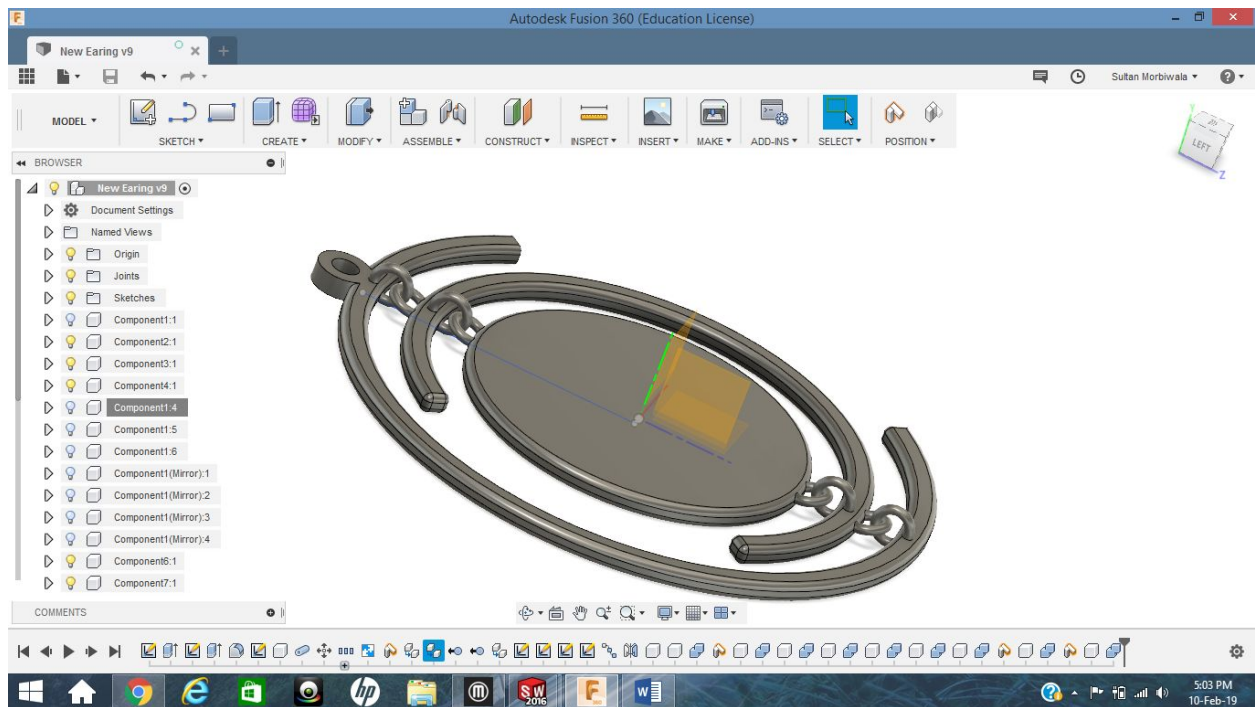 Autodesk Fusion 360 (Education License)
New Earing v9
Sultan Morbiwala
MODEL
SKETCH
CREATE
MODIFY
ASSEMBLE
CONSTRUCT
INSPECT
INSERT
MAKE
ADD-INS
SELECT
POSITION
LEFT
Y
Z
BROWSER
New Earing v9
Document Settings
Named Views
Origin
Joints
Sketches
Component1:1
Component2:1
Component3:1
Component4:1
Component1:4
Component1:5
Component1:6
Component1(Mirror):1
Component1(Mirror):2
Component1(Mirror):3
Component1(Mirror):4
Component6:1
Component7:1
COMMENTS
hp
SW
2016
F
W
5:03 PM
10-Feb-19